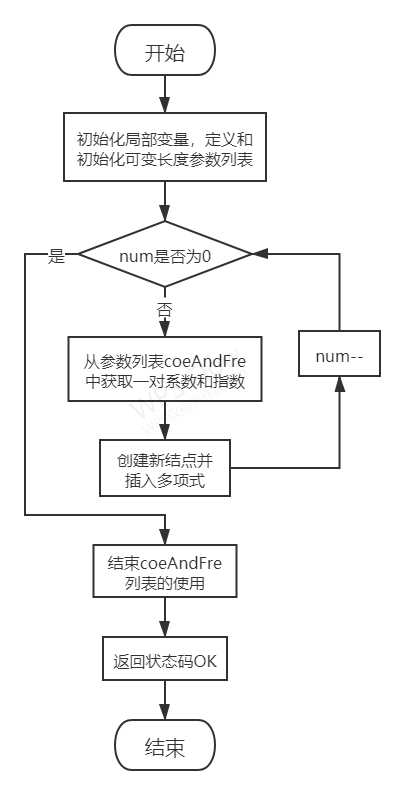 开始
初始化局部变量，定义和
初始化可变长度参数列表
num是否为0
是
否
从参数列表coeAndFre
中获取一对系数和指数
num--
创建新结点并
插入多项式
结束coeAndFre
列表的使用
返回状态码OK
结束